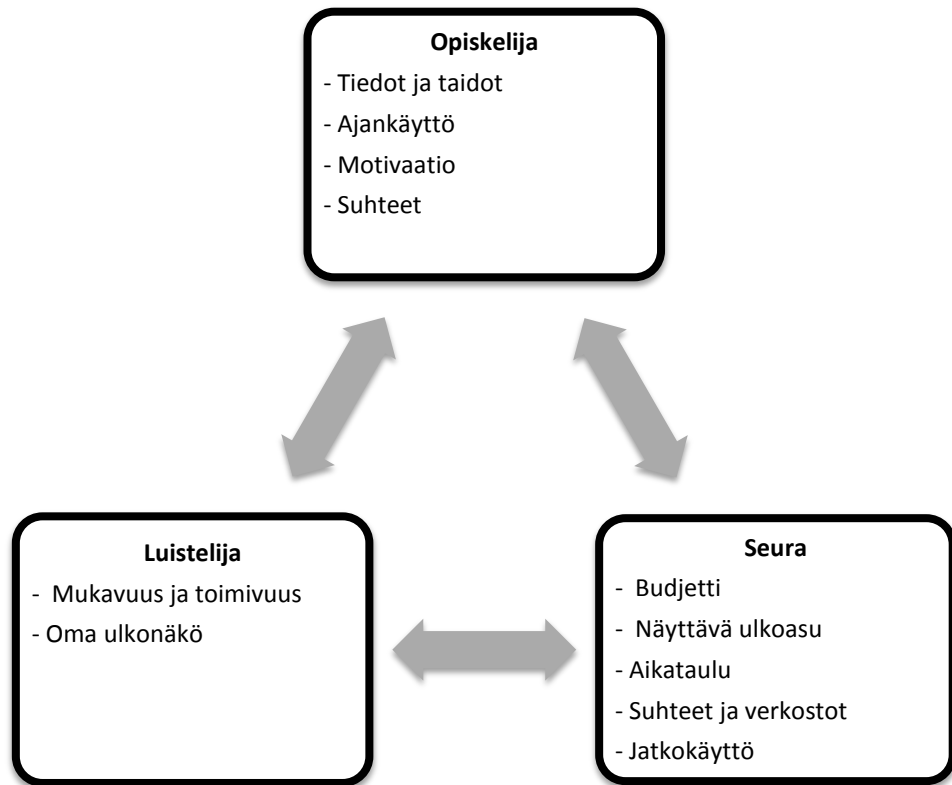 Opiskelija
- Tiedot ja taidot
- Ajankäyttö
- Motivaatio
- Suhteet
Luistelija
- Mukavuus ja toimivuus
- Oma ulkonäkö
Seura
- Budjetti
- Näyttävä ulkoasu
- Aikataulu
- Suhteet ja verkostot
- Jatkokäyttö